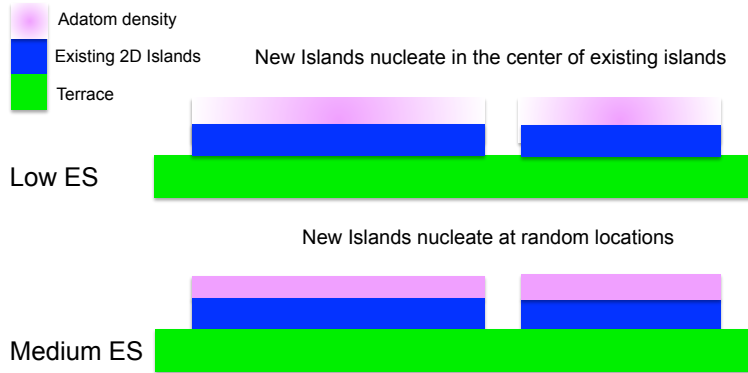 Adatom density
Existing 2D Islands
Terrace
New Islands nucleate in the center of existing islands
Low ES
New Islands nucleate at random locations
Medium ES